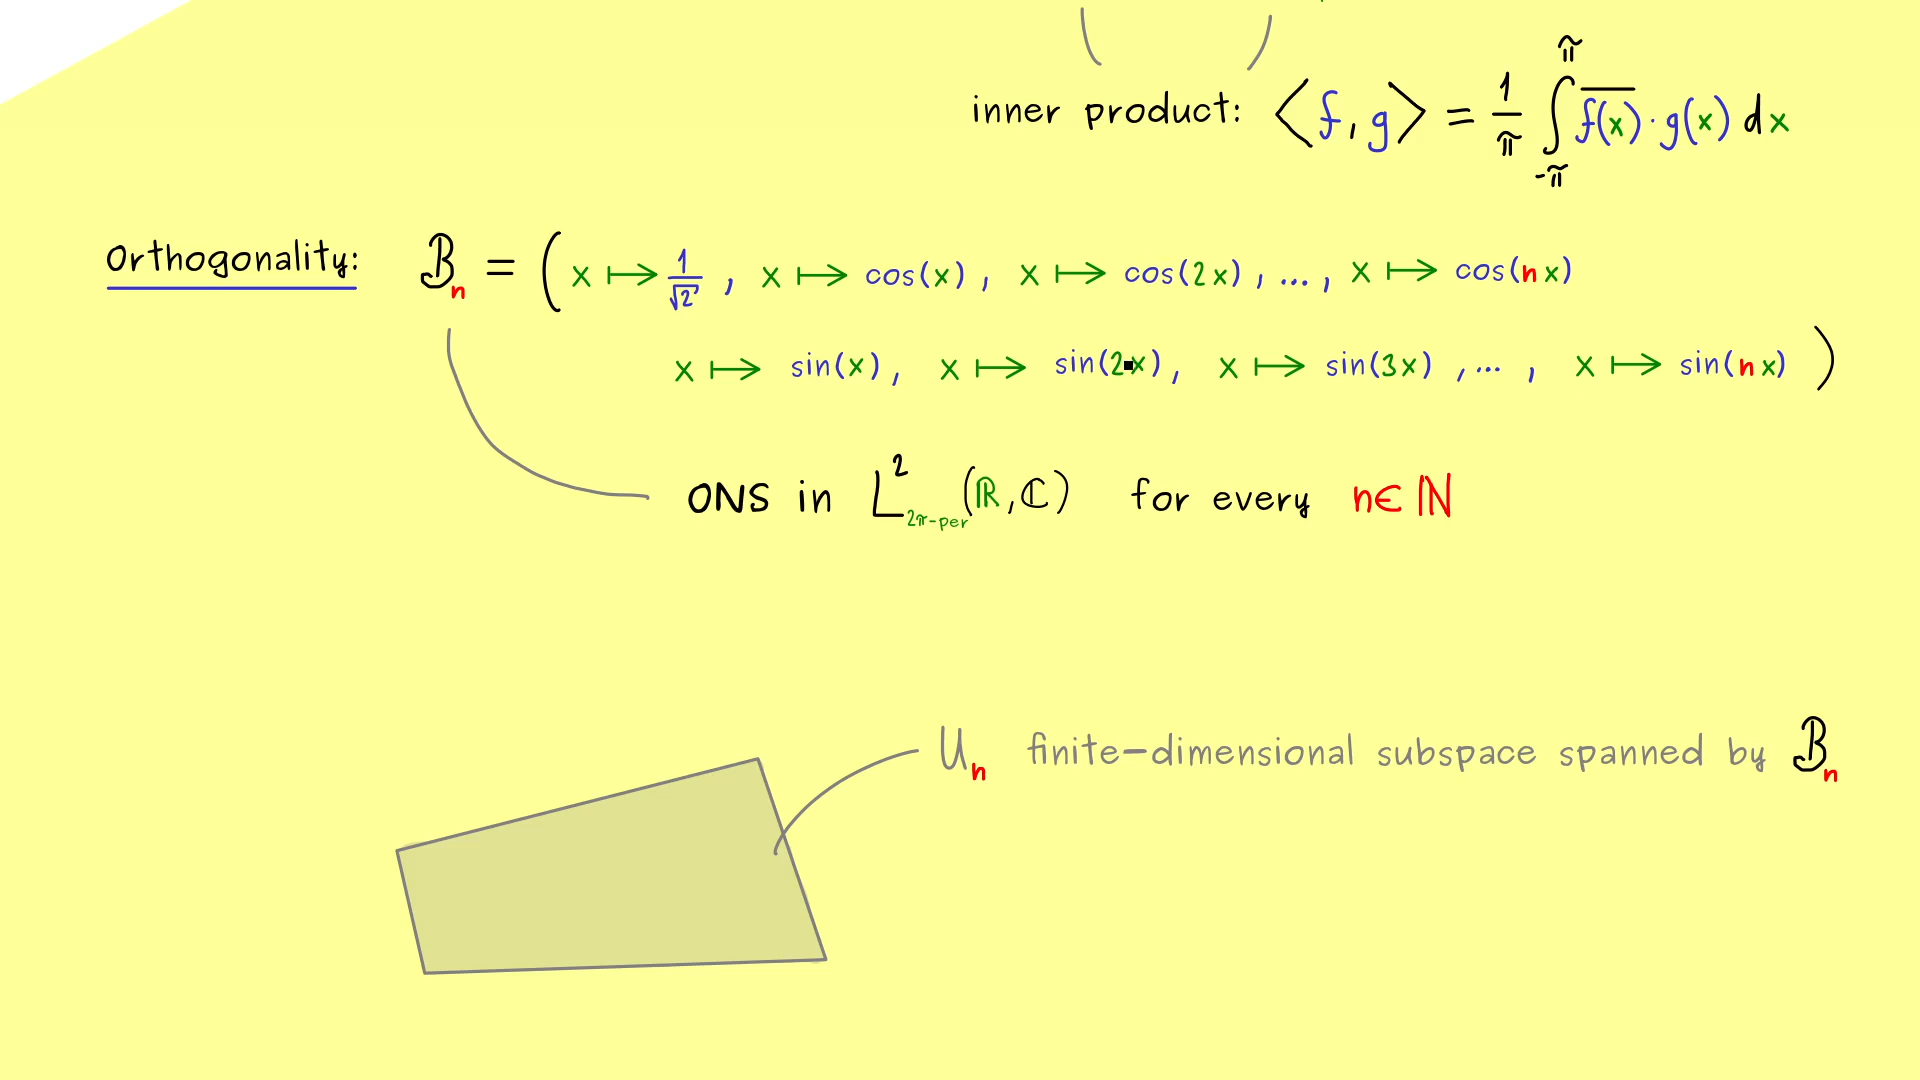 inner product: ⟨f,g⟩ = 1/π ∫_{-π}^{π} \overline{f(x)} · g(x) dx
Orthogonality: 𝓑_n = ( x ↦ 1/√2 , x ↦ cos(x) , x ↦ cos(2x) , ... , x ↦ cos(nx)
x ↦ sin(x) , x ↦ sin(2x) , x ↦ sin(3x) , ... , x ↦ sin(nx) )
ONS in L²_{2π-per}(ℝ,ℂ) for every n∈ℕ
U_n finite-dimensional subspace spanned by 𝓑_n